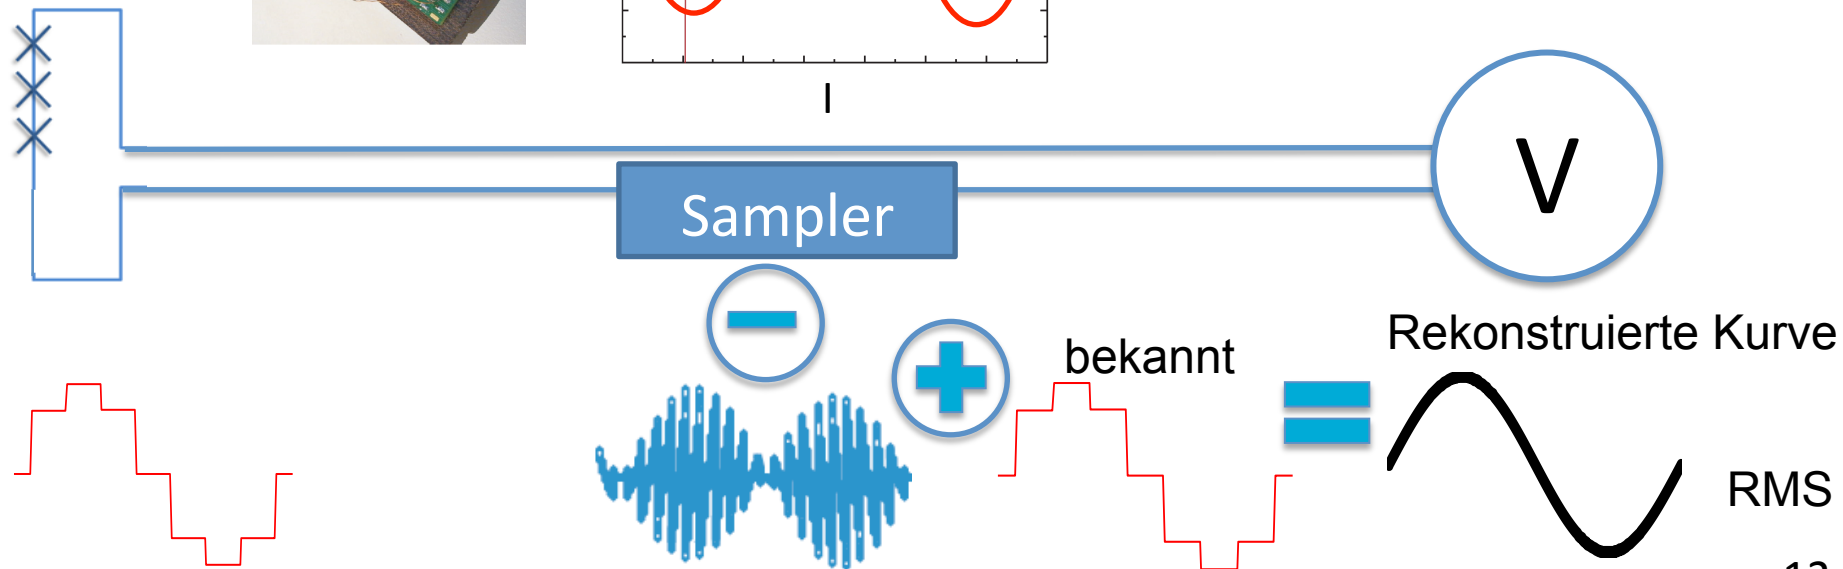 I
Sampler
V
bekannt
Rekonstruierte Kurve
RMS